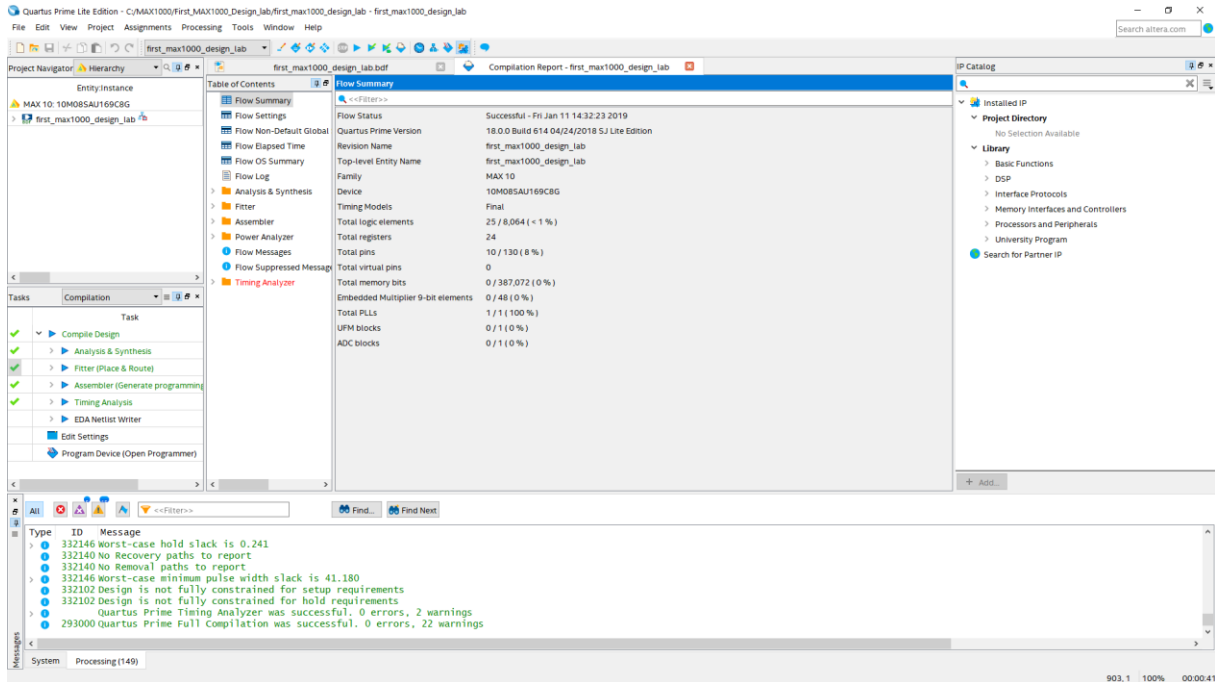 Quartus Prime Lite Edition - C:/MAX1000/First_MAX1000_Design_lab/first_max1000_design_lab - first_max1000_design_lab
File Edit View Project Assignments Processing Tools Window Help
Search altera.com
first_max1000_design_lab
Project Navigator Hierarchy
Entity:Instance
MAX 10: 10M08SAU169C8G
first_max1000_design_lab
first_max1000_design_lab.bdf
Compilation Report - first_max1000_design_lab
Table of Contents
Flow Summary
Flow Settings
Flow Non-Default Global
Flow Elapsed Time
Flow OS Summary
Flow Log
Analysis & Synthesis
Fitter
Assembler
Power Analyzer
Flow Messages
Flow Suppressed Message
Timing Analyzer
Flow Summary
<<Filter>>
Flow Status Successful - Fri Jan 11 14:32:23 2019
Quartus Prime Version 18.0.0 Build 614 04/24/2018 SJ Lite Edition
Revision Name first_max1000_design_lab
Top-level Entity Name first_max1000_design_lab
Family MAX 10
Device 10M08SAU169C8G
Timing Models Final
Total logic elements 25 / 8,064 ( < 1 % )
Total registers 24
Total pins 10 / 130 ( 8 % )
Total virtual pins 0
Total memory bits 0 / 387,072 ( 0 % )
Embedded Multiplier 9-bit elements 0 / 48 ( 0 % )
Total PLLs 1 / 1 ( 100 % )
UFM blocks 0 / 1 ( 0 % )
ADC blocks 0 / 1 ( 0 % )
IP Catalog
Installed IP
Project Directory
No Selection Available
Library
Basic Functions
DSP
Interface Protocols
Memory Interfaces and Controllers
Processors and Peripherals
University Program
Search for Partner IP
+ Add...
Tasks Compilation
Task
Compile Design
Analysis & Synthesis
Fitter (Place & Route)
Assembler (Generate programming
Timing Analysis
EDA Netlist Writer
Edit Settings
Program Device (Open Programmer)
All <<Filter>> Find... Find Next
Type ID Message
332146 Worst-case hold slack is 0.241
332140 No Recovery paths to report
332140 No Removal paths to report
332146 Worst-case minimum pulse width slack is 41.180
332102 Design is not fully constrained for setup requirements
332102 Design is not fully constrained for hold requirements
Quartus Prime Timing Analyzer was successful. 0 errors, 2 warnings
293000 Quartus Prime Full Compilation was successful. 0 errors, 22 warnings
Messages
System Processing (149)
903, 1 100% 00:00:41